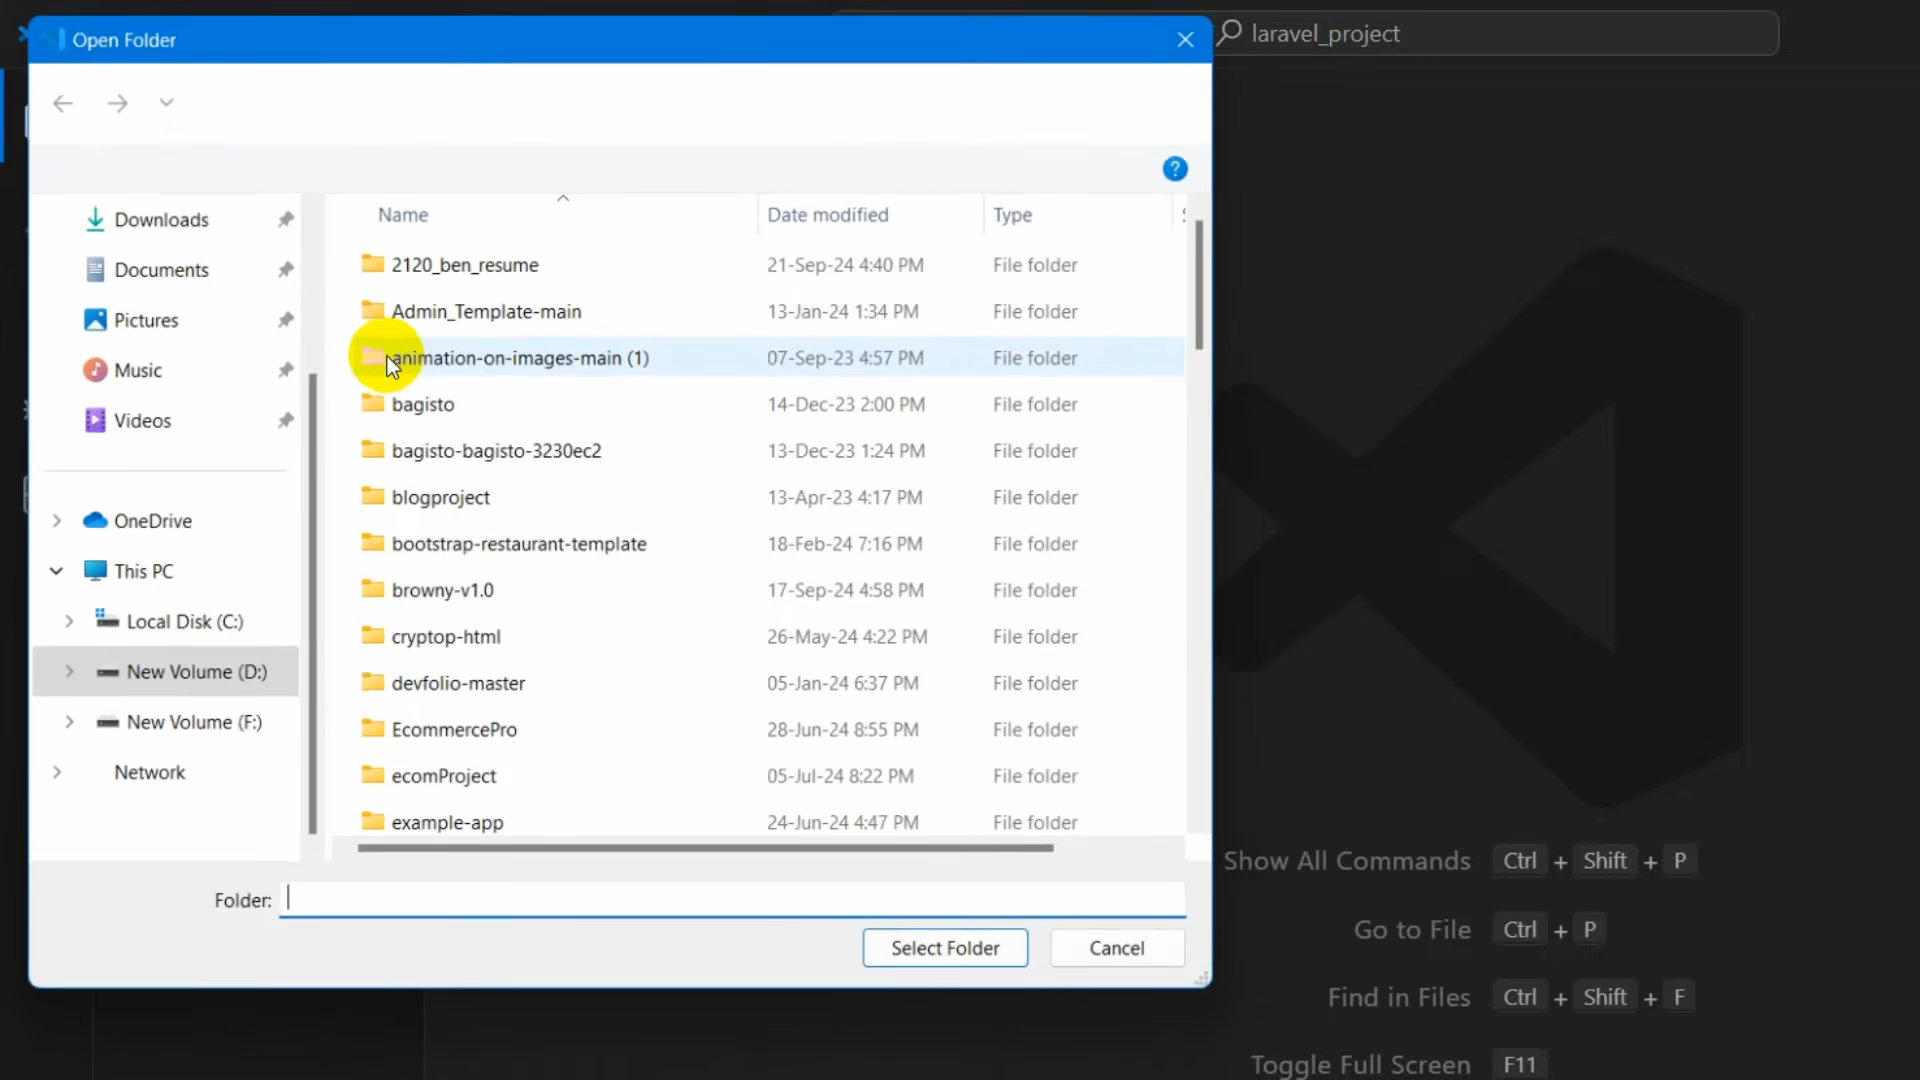 Open Folder
laravel_project
?
Name Date modified Type
Downloads
Documents
Pictures
Music
Videos
OneDrive
This PC
Local Disk (C:)
New Volume (D:)
New Volume (F:)
Network
2120_ben_resume 21-Sep-24 4:40 PM File folder
Admin_Template-main 13-Jan-24 1:34 PM File folder
animation-on-images-main (1) 07-Sep-23 4:57 PM File folder
bagisto 14-Dec-23 2:00 PM File folder
bagisto-bagisto-3230ec2 13-Dec-23 1:24 PM File folder
blogproject 13-Apr-23 4:17 PM File folder
bootstrap-restaurant-template 18-Feb-24 7:16 PM File folder
browny-v1.0 17-Sep-24 4:58 PM File folder
cryptop-html 26-May-24 4:22 PM File folder
devfolio-master 05-Jan-24 6:37 PM File folder
EcommercePro 28-Jun-24 8:55 PM File folder
ecomProject 05-Jul-24 8:22 PM File folder
example-app 24-Jun-24 4:47 PM File folder
Folder:
Select Folder Cancel
Show All Commands Ctrl + Shift + P
Go to File Ctrl + P
Find in Files Ctrl + Shift + F
Toggle Full Screen F11